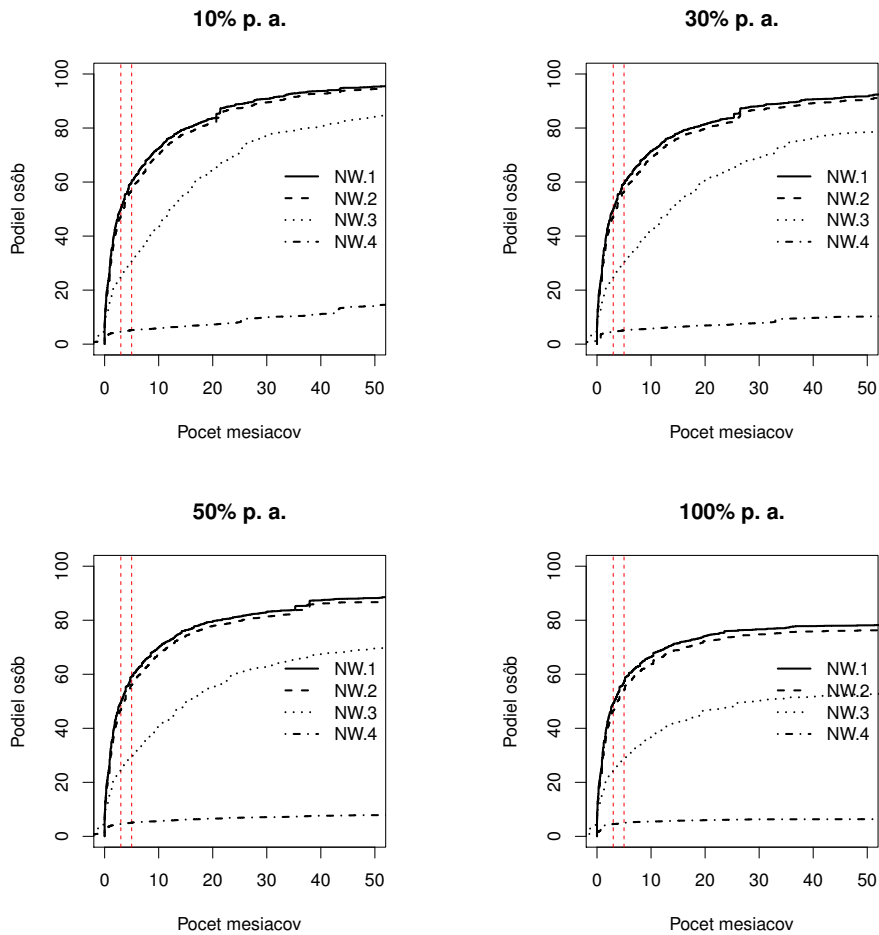 10% p. a.
Podiel osôb
0 20 40 60 80 100
NW.1
NW.2
NW.3
NW.4
0 10 20 30 40 50
Pocet mesiacov
30% p. a.
Podiel osôb
0 20 40 60 80 100
NW.1
NW.2
NW.3
NW.4
0 10 20 30 40 50
Pocet mesiacov
50% p. a.
Podiel osôb
0 20 40 60 80 100
NW.1
NW.2
NW.3
NW.4
0 10 20 30 40 50
Pocet mesiacov
100% p. a.
Podiel osôb
0 20 40 60 80 100
NW.1
NW.2
NW.3
NW.4
0 10 20 30 40 50
Pocet mesiacov